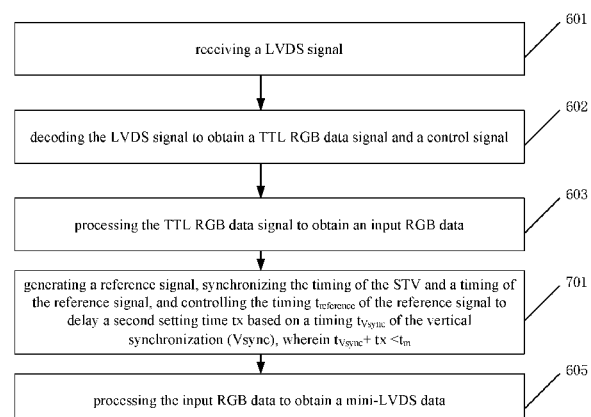 601
receiving a LVDS signal
602
decoding the LVDS signal to obtain a TTL RGB data signal and a control signal
603
processing the TTL RGB data signal to obtain an input RGB data
701
generating a reference signal, synchronizing the timing of the STV and a timing of
the reference signal, and controlling the timing t_reference of the reference signal to
delay a second setting time tx based on a timing t_Vsync of the vertical
synchronization (Vsync), wherein t_Vsync+ tx <t_m
605
processing the input RGB data to obtain a mini-LVDS data